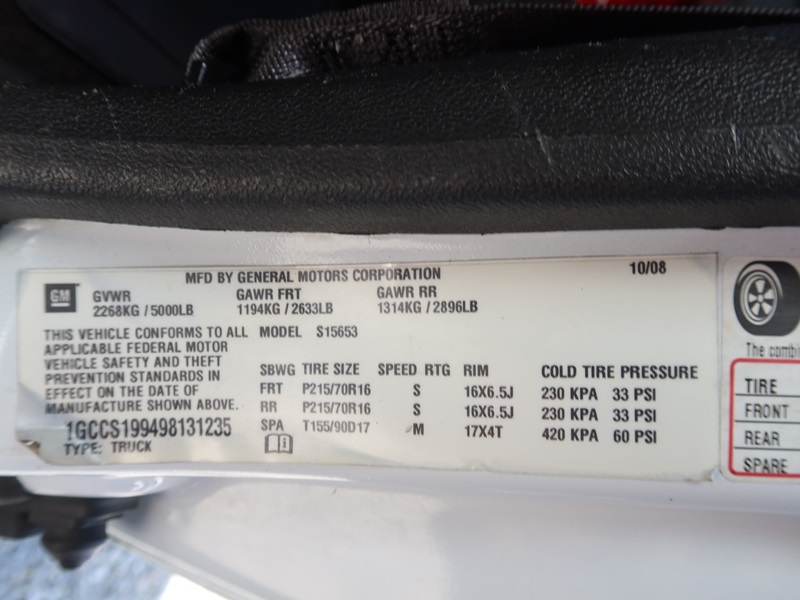 MFD BY GENERAL MOTORS CORPORATION 10/08
GM
GVWR GAWR FRT GAWR RR
2268KG / 5000LB 1194KG / 2633LB 1314KG / 2896LB
THIS VEHICLE CONFORMS TO ALL MODEL S15653
APPLICABLE FEDERAL MOTOR
VEHICLE SAFETY AND THEFT
PREVENTION STANDARDS IN
EFFECT ON THE DATE OF
MANUFACTURE SHOWN ABOVE.
1GCCS199498131235
TYPE: TRUCK
SBWG TIRE SIZE SPEED RTG RIM COLD TIRE PRESSURE
FRT P215/70R16 S 16X6.5J 230 KPA 33 PSI
RR P215/70R16 S 16X6.5J 230 KPA 33 PSI
SPA T155/90D17 M 17X4T 420 KPA 60 PSI
The combi
TIRE
FRONT
REAR
SPARE